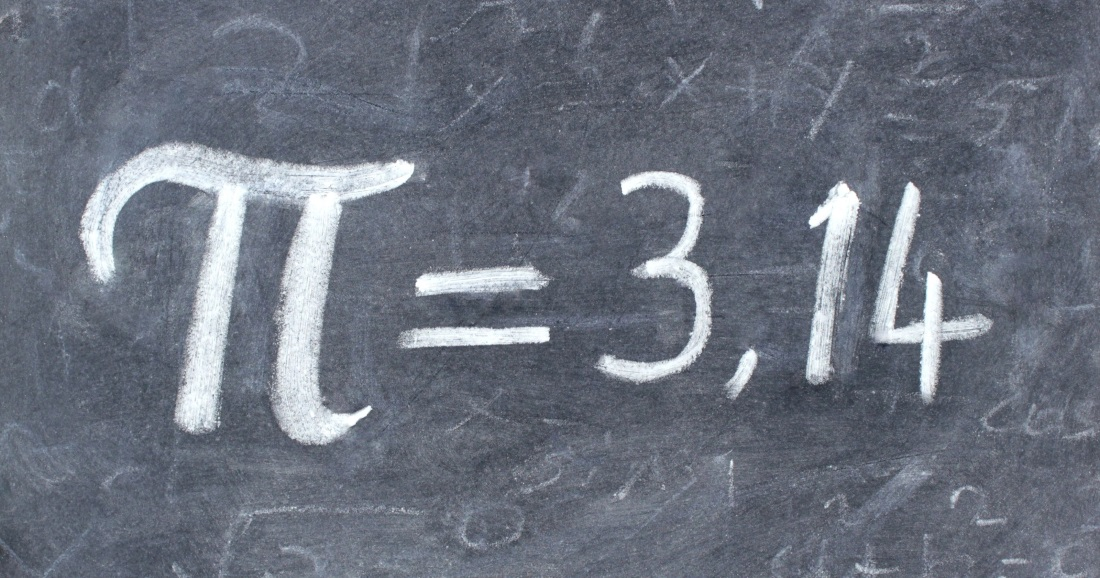 π = 3,14